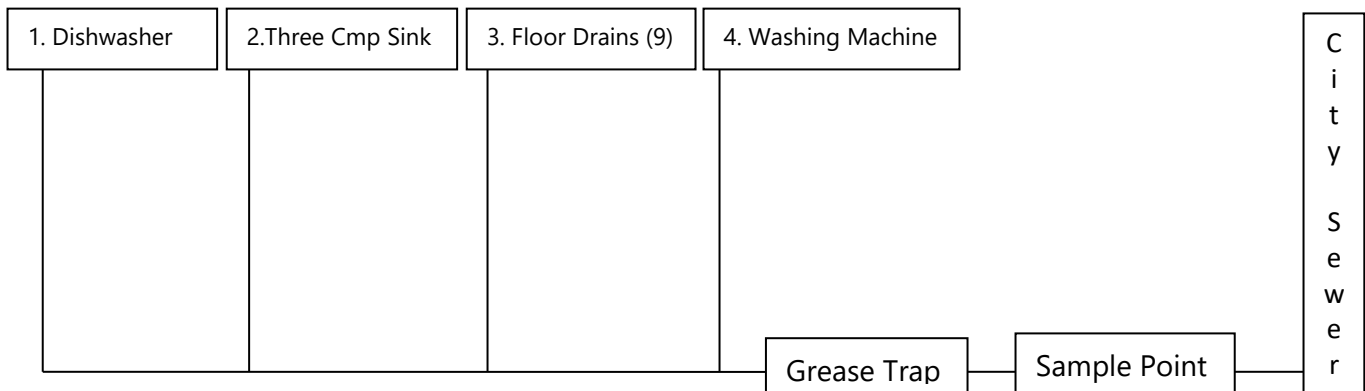 1. Dishwasher
2.Three Cmp Sink
3. Floor Drains (9)
4. Washing Machine
City Sewer
Grease Trap
Sample Point